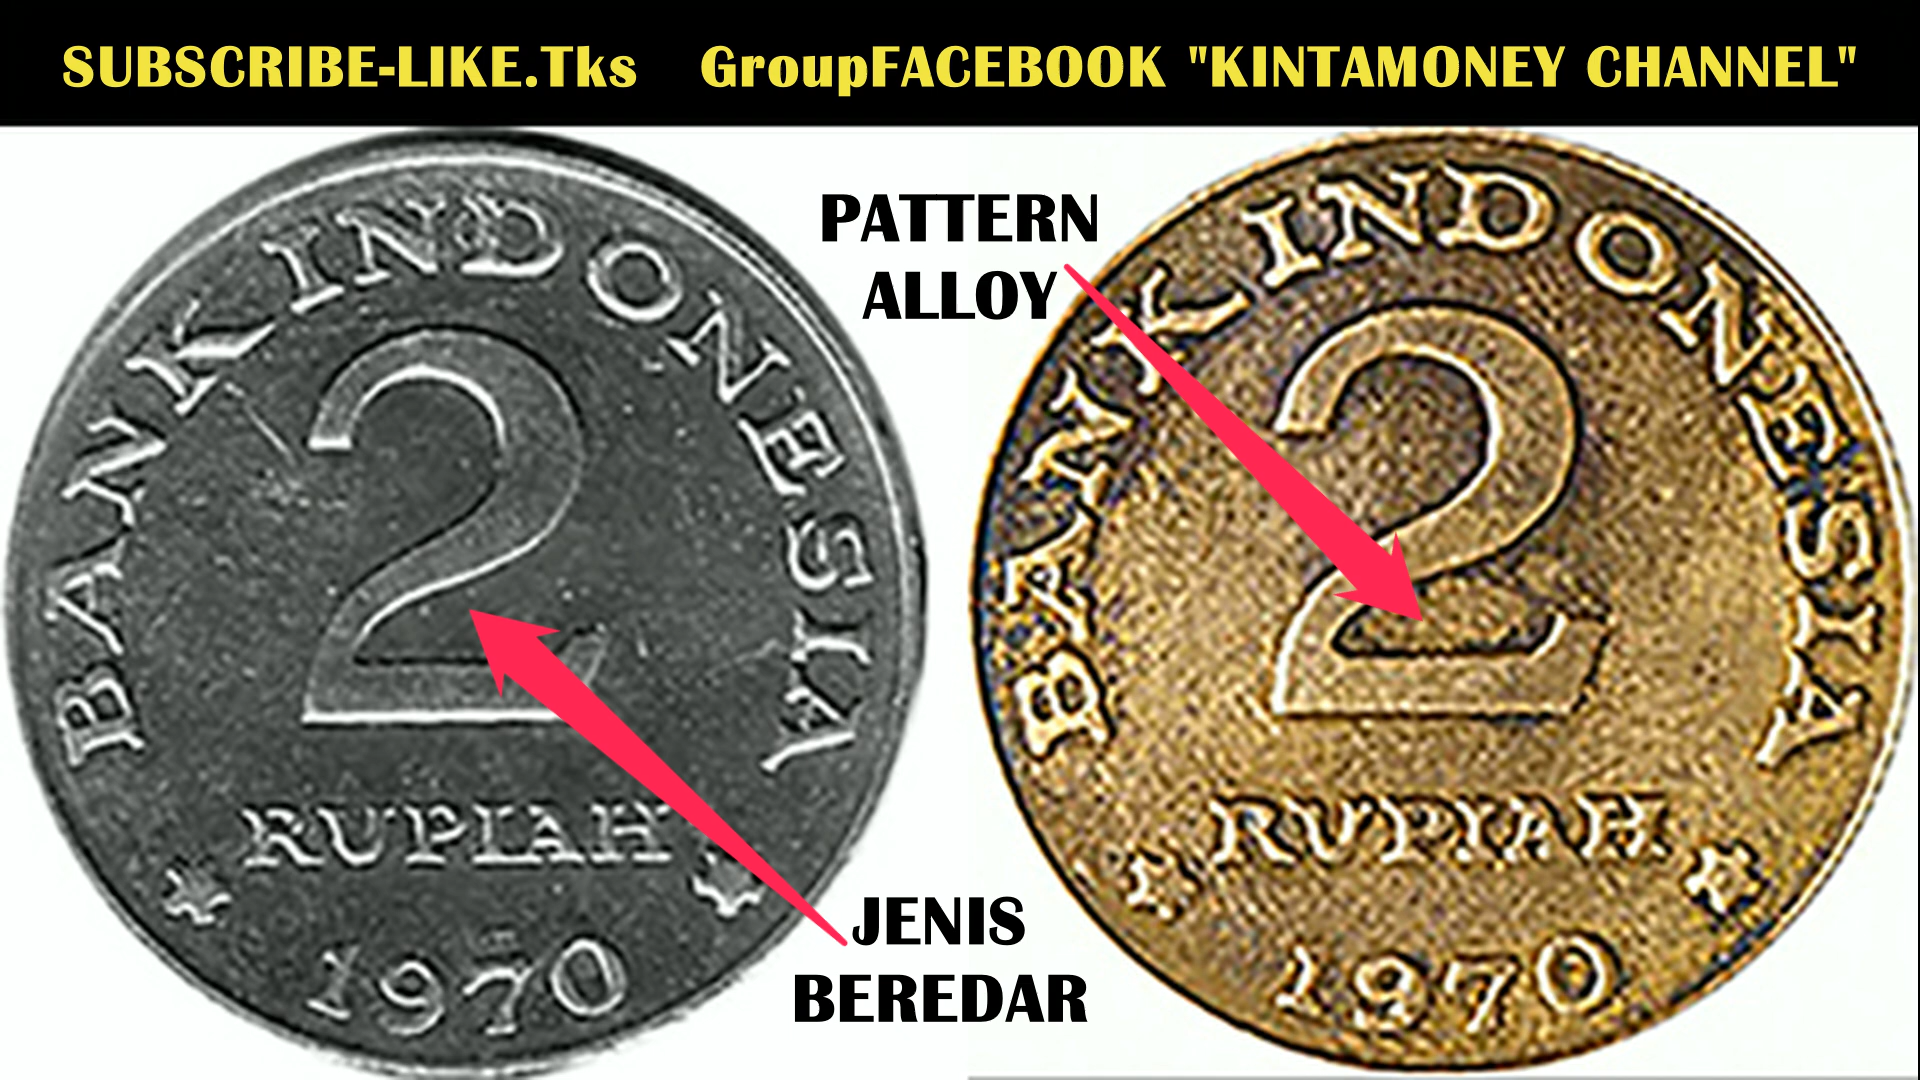 SUBSCRIBE-LIKE.Tks GroupFACEBOOK "KINTAMONEY CHANNEL"
BANK INDONESIA
2
RUPIAH
1970
PATTERN
ALLOY
BANK INDONESIA
2
RUPIAH
1970
JENIS
BEREDAR